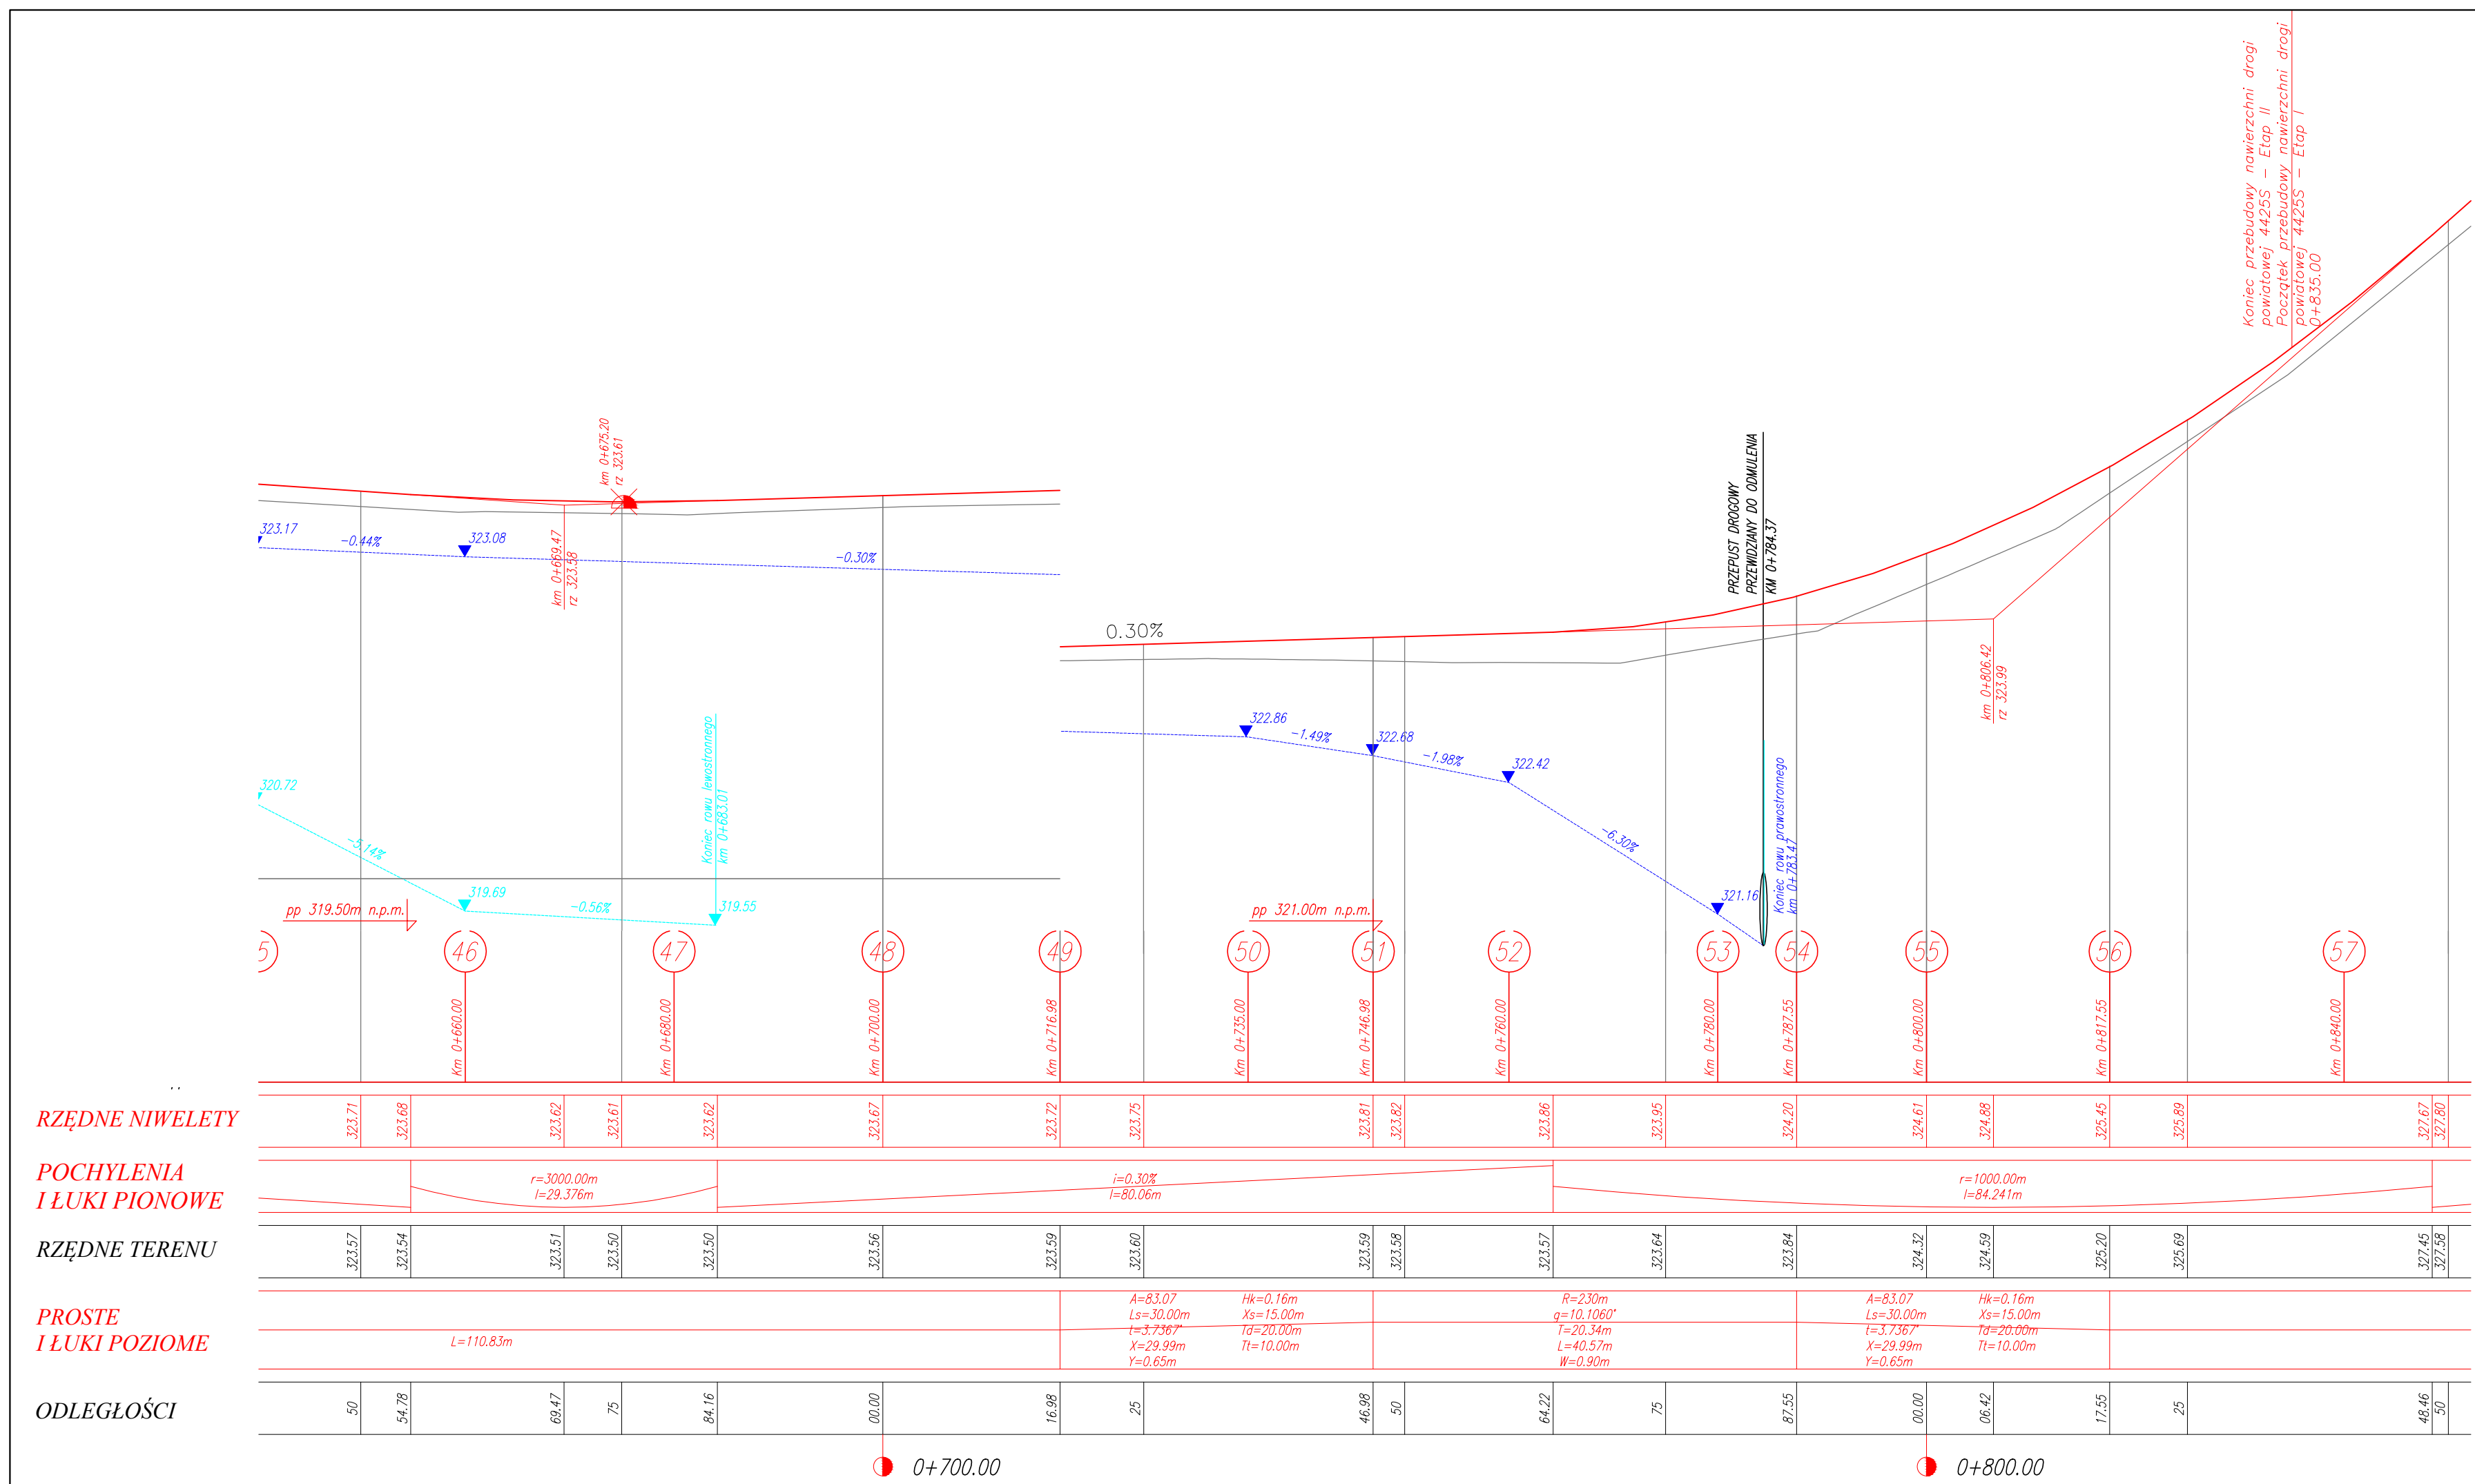 Koniec przebudowy nawierzchni drogi
powiatowej 4425S – Etap II
Początek przebudowy nawierzchni drogi
powiatowej 4425S – Etap I
0+835.00
km 0+675.20
rz 323.61
323.17
-0.44%
323.08
km 0+669.47
rz 323.58
-0.30%
0.30%
PRZEPUST DROGOWY
PRZEWIDZIANY DO ODMULENIA
KM 0+784.37
km 0+806.42
rz 323.99
322.86
-1.49%
322.68
-1.98%
322.42
-6.30%
321.16
Koniec rowu prawostronnego
km 0+783.47
320.72
-5.14%
319.69
-0.56%
Koniec rowu lewostronnego
km 0+683.01
319.55
pp 319.50m n.p.m.
pp 321.00m n.p.m.
5 46 47 48 49 50 51 52 53 54 55 56 57
Km 0+660.00
Km 0+680.00
Km 0+700.00
Km 0+716.98
Km 0+735.00
Km 0+746.98
Km 0+760.00
Km 0+780.00
Km 0+787.55
Km 0+800.00
Km 0+817.55
Km 0+840.00
RZĘDNE NIWELETY
323.71 323.68 323.62 323.61 323.62 323.67 323.72 323.75 323.81 323.82 323.86 323.95 324.20 324.61 324.88 325.45 325.89 327.67 327.80
POCHYLENIA
I ŁUKI PIONOWE
r=3000.00m
l=29.376m
i=0.30%
l=80.06m
r=1000.00m
l=84.241m
RZĘDNE TERENU
323.57 323.54 323.51 323.50 323.50 323.56 323.59 323.60 323.59 323.58 323.57 323.64 323.84 324.32 324.59 325.20 325.69 327.45 327.58
PROSTE
I ŁUKI POZIOME
L=110.83m
A=83.07
Ls=30.00m
t=3.7367°
X=29.99m
Y=0.65m
Hk=0.16m
Xs=15.00m
Td=20.00m
Tt=10.00m
R=230m
q=10.1060°
T=20.34m
L=40.57m
W=0.90m
A=83.07
Ls=30.00m
t=3.7367°
X=29.99m
Y=0.65m
Hk=0.16m
Xs=15.00m
Td=20.00m
Tt=10.00m
ODLEGŁOŚCI
50 54.78 69.47 75 84.16 00.00 16.98 25 46.98 50 64.22 75 87.55 00.00 06.42 17.55 25 48.46 50
0+700.00
0+800.00